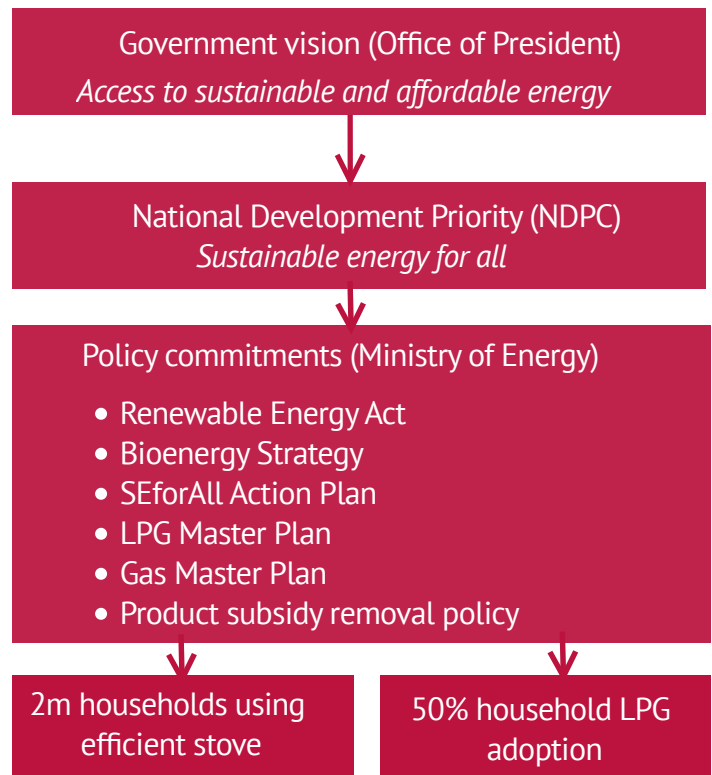 Government vision (Office of President)
Access to sustainable and affordable energy
National Development Priority (NDPC)
Sustainable energy for all
Policy commitments (Ministry of Energy)
• Renewable Energy Act
• Bioenergy Strategy
• SEforAll Action Plan
• LPG Master Plan
• Gas Master Plan
• Product subsidy removal policy
2m households using
efficient stove
50% household LPG
adoption